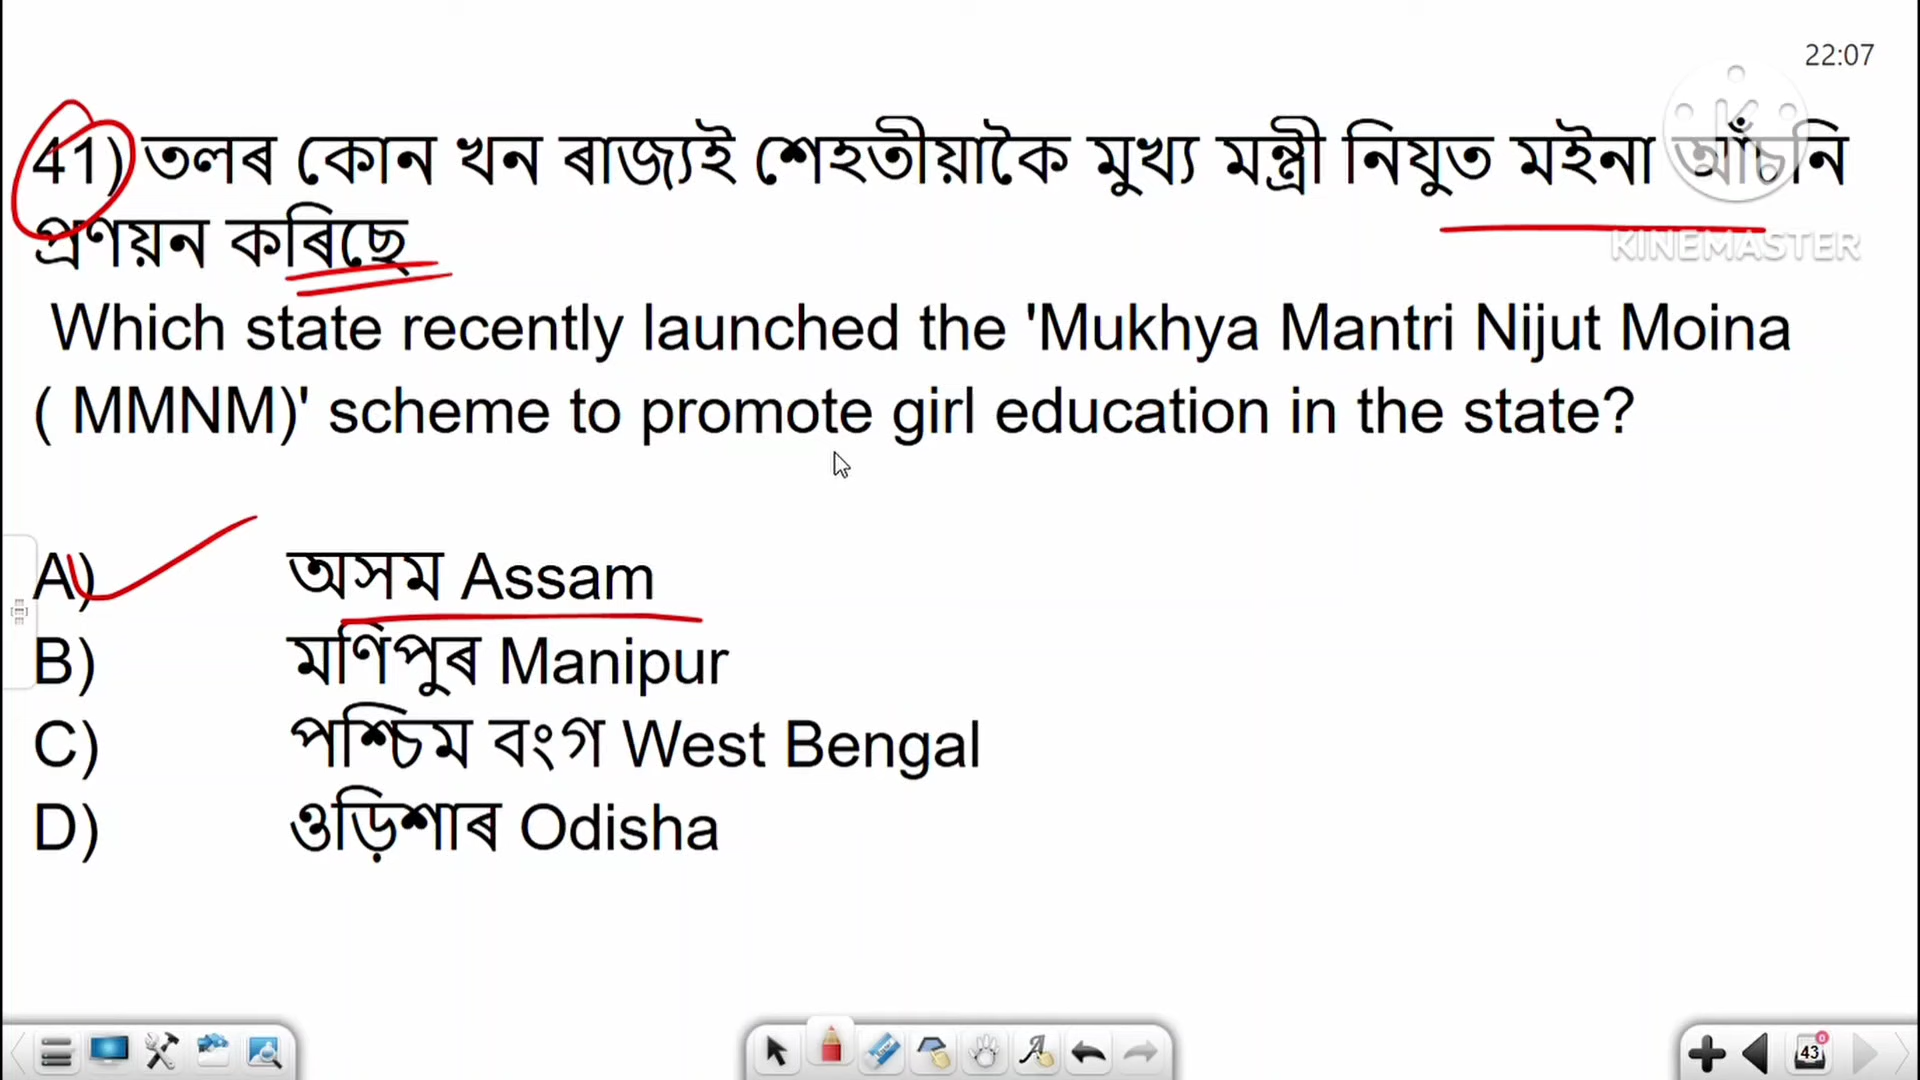 22:07
41) তলৰ কোন খন ৰাজ্যই শেহতীয়াকৈ মুখ্য মন্ত্ৰী নিযুত মইনা আঁচনি
প্ৰণয়ন কৰিছে
KINEMASTER
Which state recently launched the 'Mukhya Mantri Nijut Moina
( MMNM)' scheme to promote girl education in the state?
A) অসম Assam
B) মণিপুৰ Manipur
C) পশ্চিম বংগ West Bengal
D) ওড়িশাৰ Odisha
43